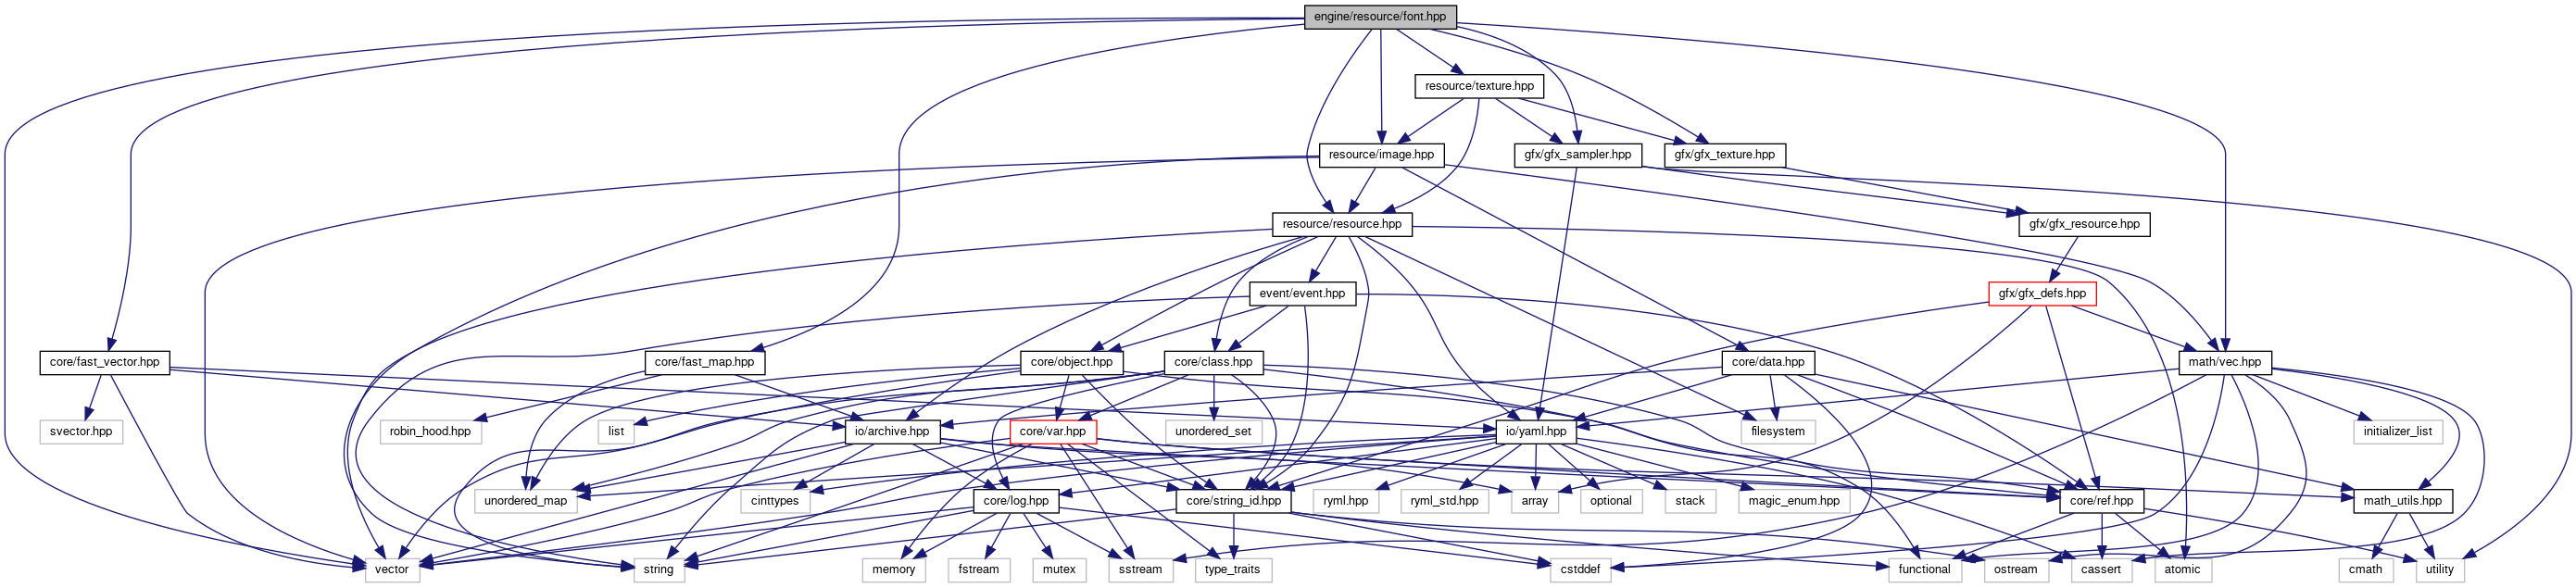 engine/resource/font.hpp
resource/texture.hpp
resource/image.hpp
gfx/gfx_sampler.hpp
gfx/gfx_texture.hpp
resource/resource.hpp
gfx/gfx_resource.hpp
event/event.hpp
gfx/gfx_defs.hpp
core/fast_vector.hpp
core/fast_map.hpp
core/object.hpp
core/class.hpp
core/data.hpp
math/vec.hpp
svector.hpp
robin_hood.hpp
list
io/archive.hpp
core/var.hpp
unordered_set
io/yaml.hpp
filesystem
initializer_list
unordered_map
cinttypes
core/log.hpp
core/string_id.hpp
ryml.hpp
ryml_std.hpp
array
optional
stack
magic_enum.hpp
core/ref.hpp
math_utils.hpp
vector
string
memory
fstream
mutex
sstream
type_traits
cstddef
functional
ostream
cassert
atomic
cmath
utility